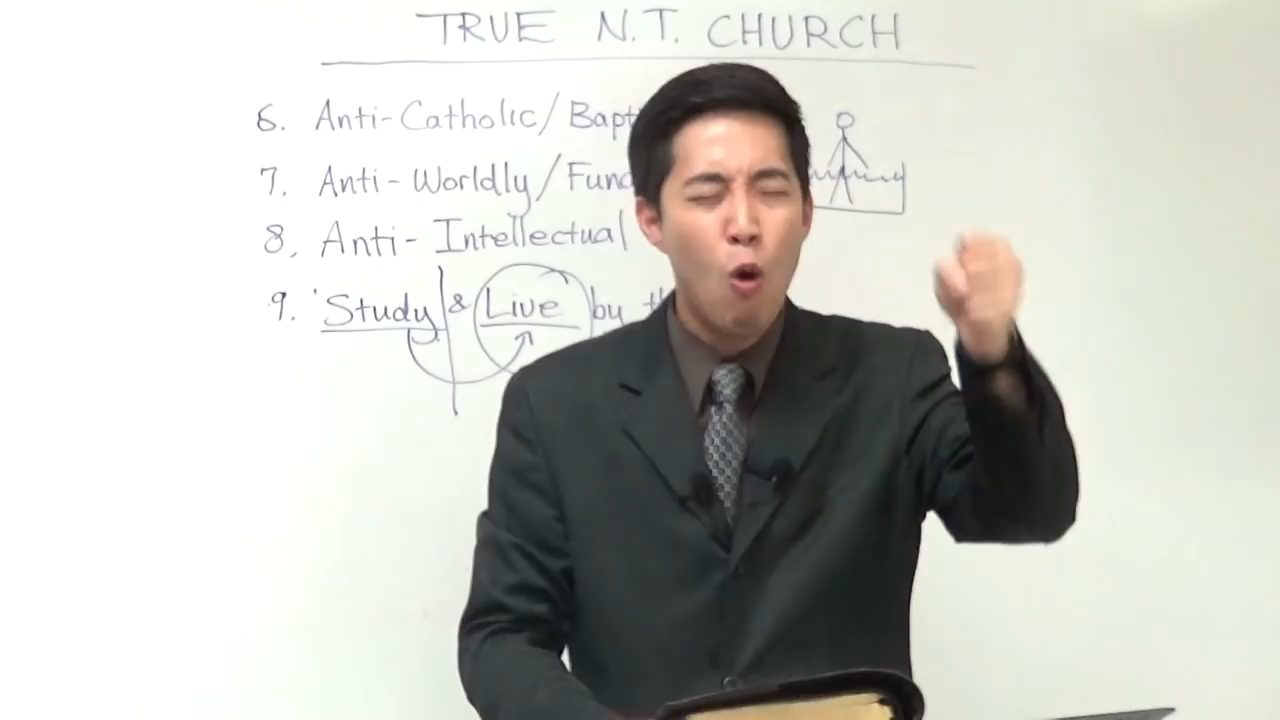 TRUE N.T. CHURCH
6. Anti-Catholic/Bapt
7. Anti-Worldly/Fund
8. Anti-Intellectual
9. 'Study & Live by